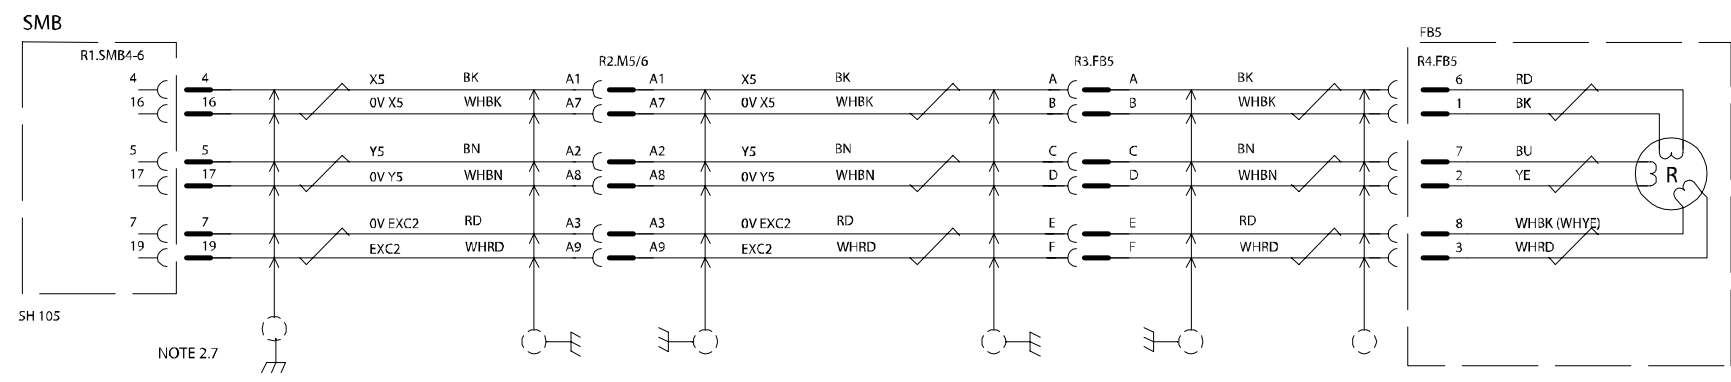 SMB
FB5
R1.SMB4-6
R2.M5/6
R3.FB5
R4.FB5
4 4 X5 BK A1 A1 X5 BK A A BK 6 RD
16 16 0V X5 WHBK A7 A7 0V X5 WHBK B B WHBK 1 BK
5 5 Y5 BN A2 A2 Y5 BN C C BN 7 BU
17 17 0V Y5 WHBN A8 A8 0V Y5 WHBN D D WHBN 2 YE
R
7 7 0V EXC2 RD A3 A3 0V EXC2 RD E E RD 8 WHBK (WHYE)
19 19 EXC2 WHRD A9 A9 EXC2 WHRD F F WHRD 3 WHRD
SH 105
NOTE 2.7